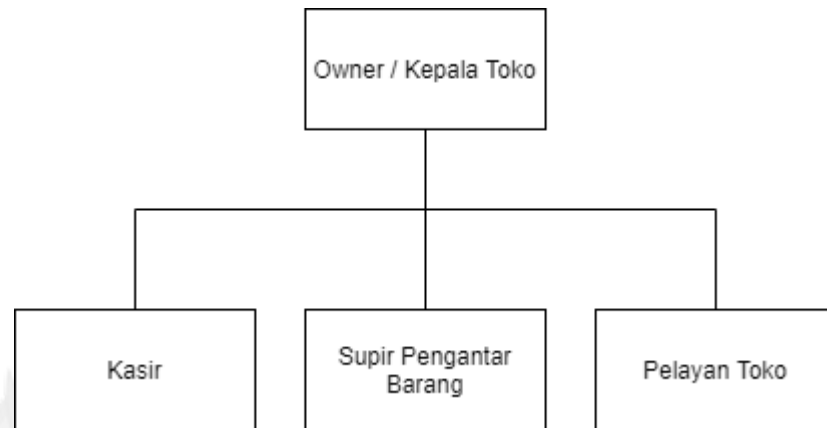 Owner / Kepala Toko
Kasir
Supir Pengantar
Barang
Pelayan Toko